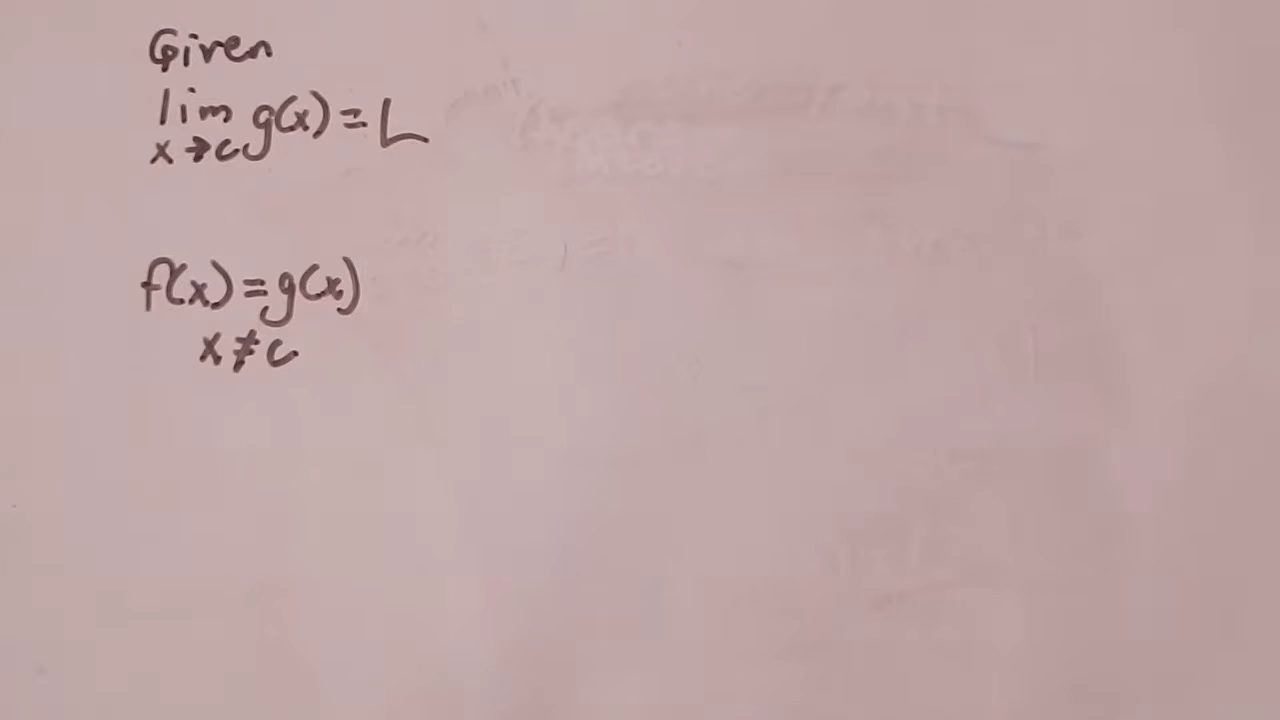 Given
lim g(x) = L
x → c
f(x) = g(x)
x ≠ c